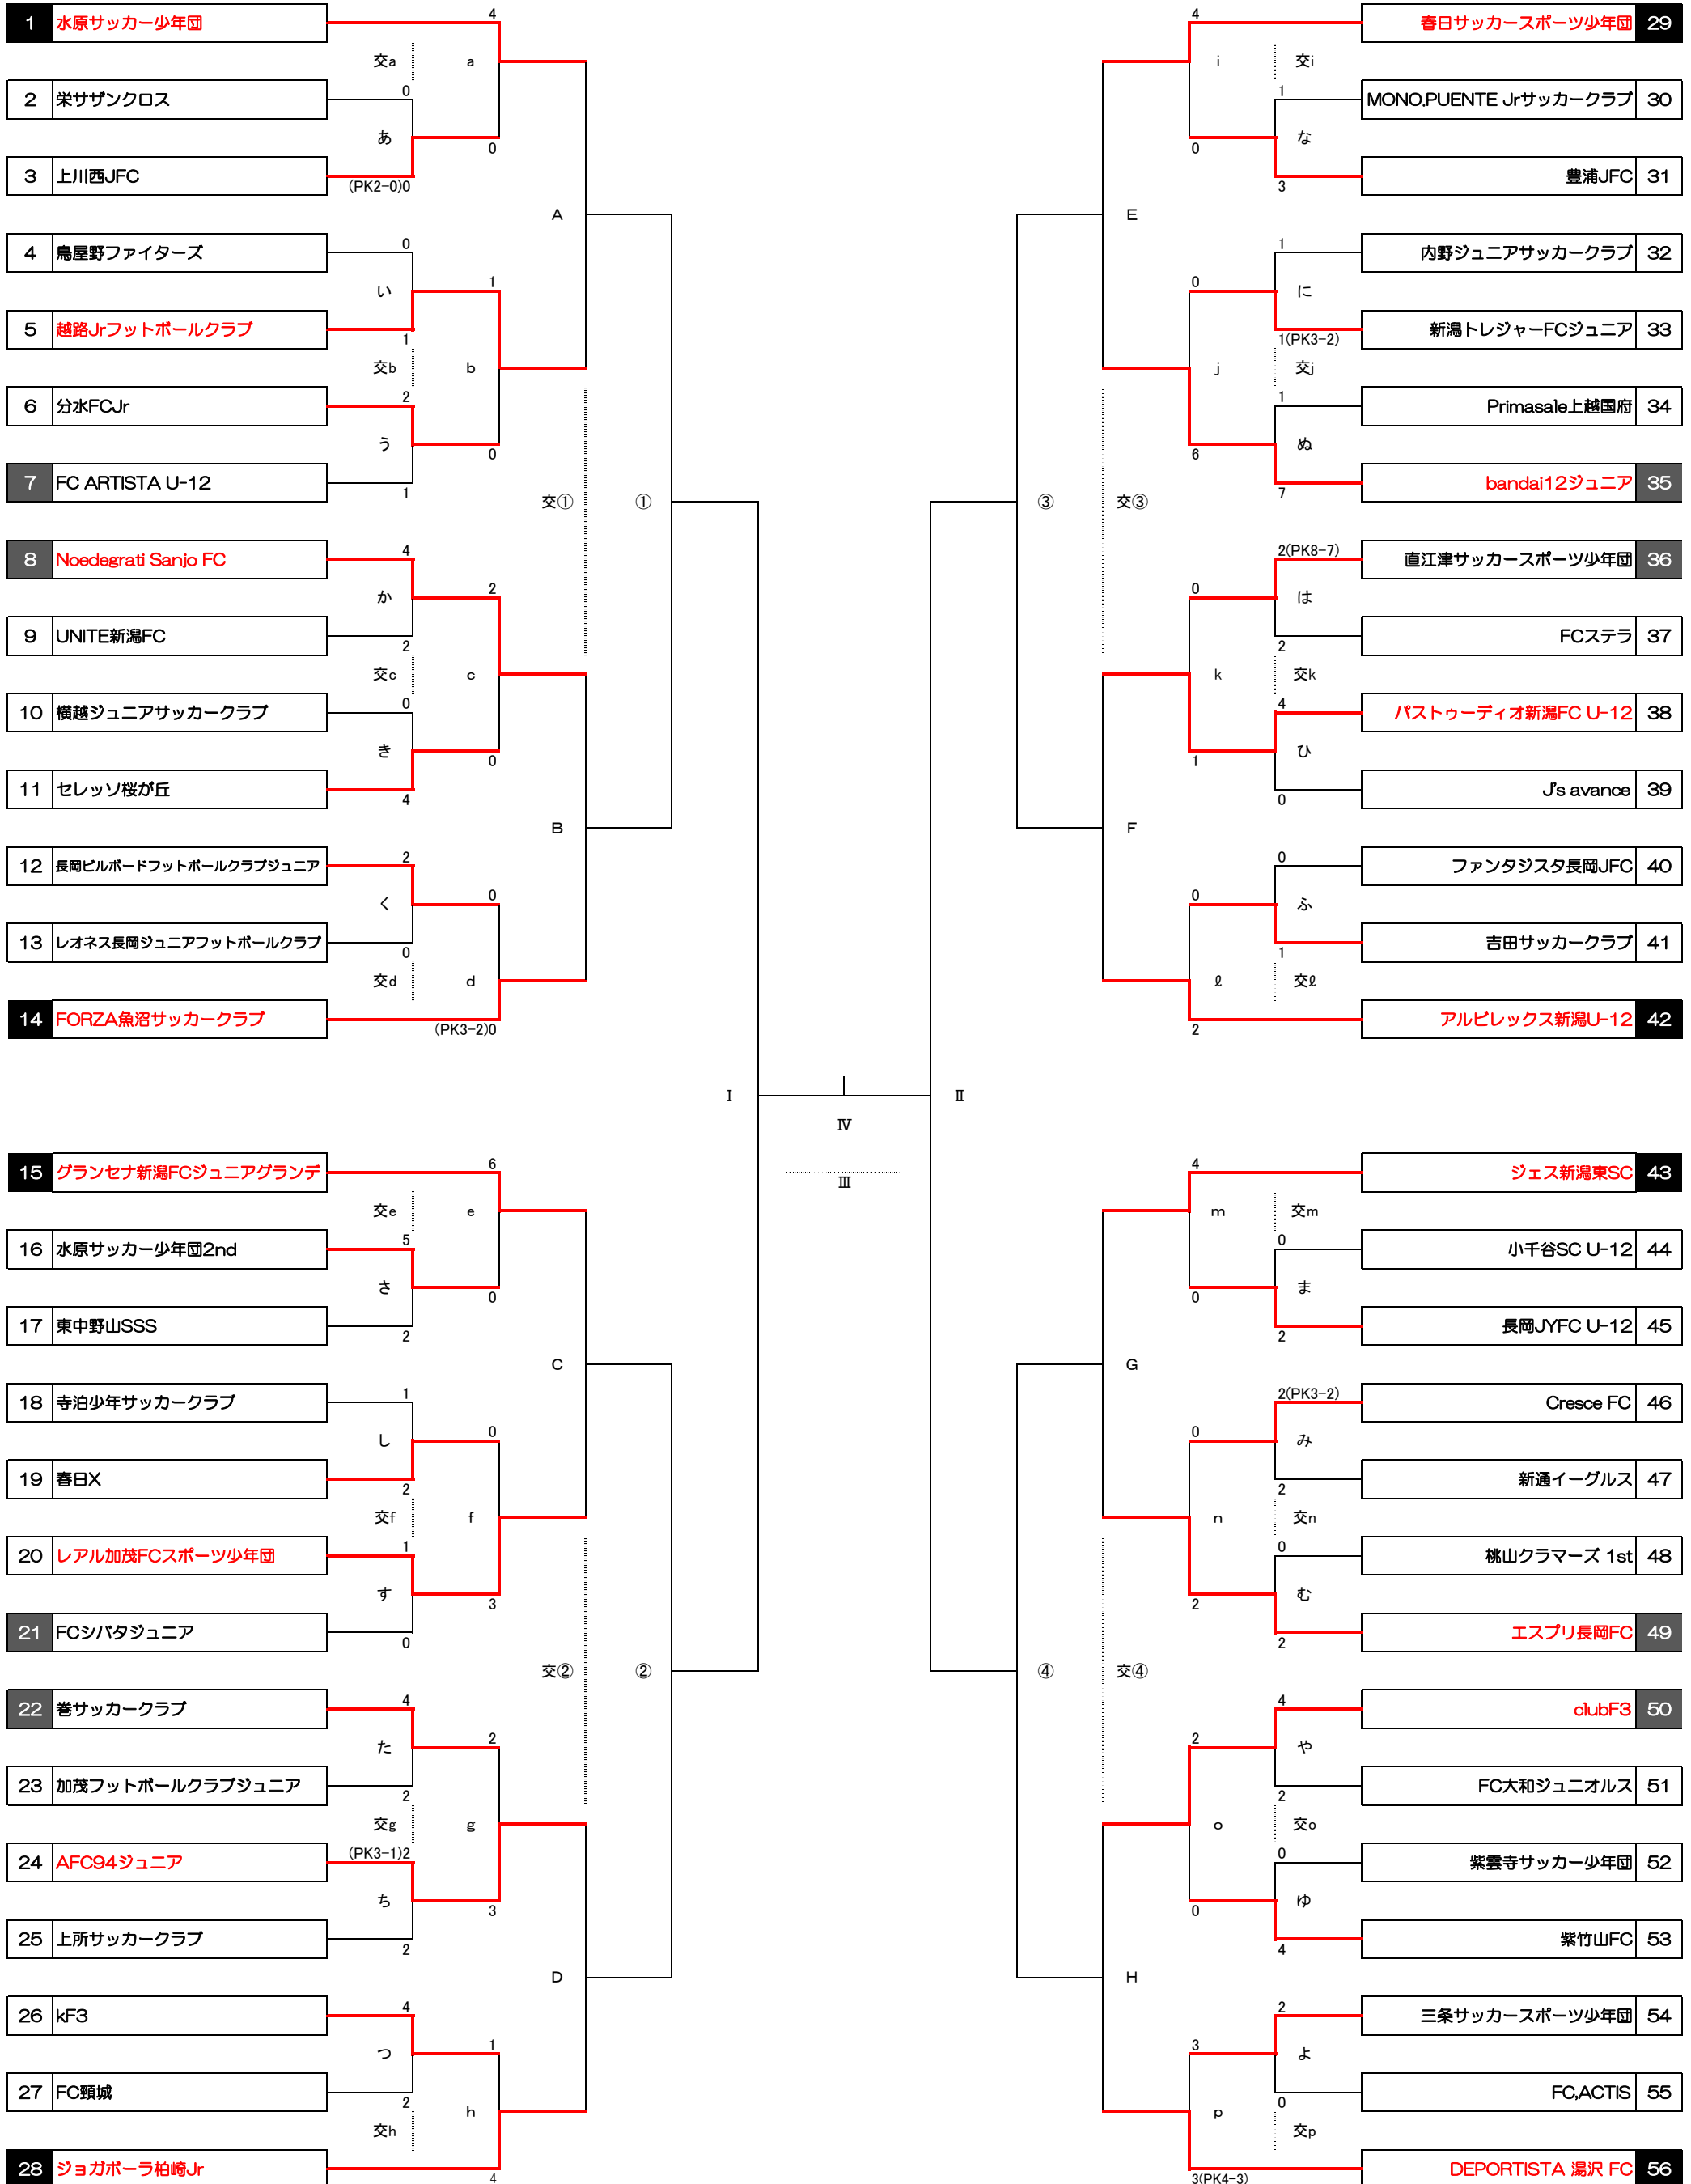 1 水原サッカー少年団 4
交a a
2 栄サザンクロス 0
あ 0
3 上川西JFC (PK2-0)0
A
4 鳥屋野ファイターズ 0
い 1
5 越路Jrフットボールクラブ 1
交b b
6 分水FCJr 2
う 0
7 FC ARTISTA U-12 1
交① ①
8 Noedegrati Sanjo FC 4
か 2
9 UNITE新潟FC 2
交c c
10 横越ジュニアサッカークラブ 0
き 0
11 セレッソ桜が丘 4
B
12 長岡ビルボードフットボールクラブジュニア 2
く 0
13 レオネス長岡ジュニアフットボールクラブ 0
交d d
14 FORZA魚沼サッカークラブ (PK3-2)0
15 グランセナ新潟FCジュニアグランデ 6
交e e
16 水原サッカー少年団2nd 5
さ 0
17 東中野山SSS 2
C
18 寺泊少年サッカークラブ 1
し 0
19 春日X 2
交f f
20 レアル加茂FCスポーツ少年団 1
す 3
21 FCシバタジュニア 0
交② ②
22 巻サッカークラブ 4
た 2
23 加茂フットボールクラブジュニア 2
交g g
24 AFC94ジュニア (PK3-1)2
ち 3
25 上所サッカークラブ 2
D
26 kF3 4
つ 1
27 FC頸城 2
交h h
28 ジョガボーラ柏崎Jr 4
Ⅰ Ⅱ
Ⅳ
Ⅲ
4 春日サッカースポーツ少年団 29
i 交i
1 MONO.PUENTE Jrサッカークラブ 30
0 な
3 豊浦JFC 31
E
1 内野ジュニアサッカークラブ 32
0 に
1(PK3-2) 新潟トレジャーFCジュニア 33
j 交j
1 Primasale上越国府 34
6 ぬ
7 bandai12ジュニア 35
③ 交③
2(PK8-7) 直江津サッカースポーツ少年団 36
0 は
2 FCステラ 37
k 交k
4 パストゥーディオ新潟FC U-12 38
1 ひ
0 J's avance 39
F
0 ファンタジスタ長岡JFC 40
0 ふ
1 吉田サッカークラブ 41
ℓ 交ℓ
2 アルビレックス新潟U-12 42
4 ジェス新潟東SC 43
m 交m
0 小千谷SC U-12 44
0 ま
2 長岡JYFC U-12 45
G
2(PK3-2) Cresce FC 46
0 み
2 新通イーグルス 47
n 交n
0 桃山クラマーズ 1st 48
2 む
2 エスプリ長岡FC 49
④ 交④
4 clubF3 50
2 や
2 FC大和ジュニオルス 51
o 交o
0 紫雲寺サッカー少年団 52
0 ゆ
4 紫竹山FC 53
H
2 三条サッカースポーツ少年団 54
3 よ
0 FC,ACTIS 55
p 交p
3(PK4-3) DEPORTISTA 湯沢 FC 56